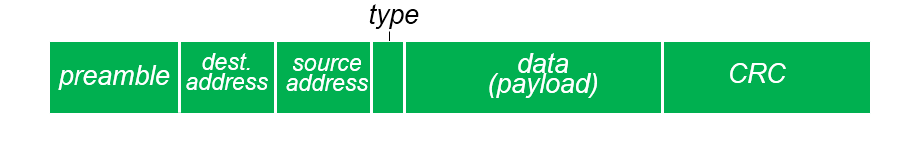 type
preamble
dest.
address
source
address
data
(payload)
CRC